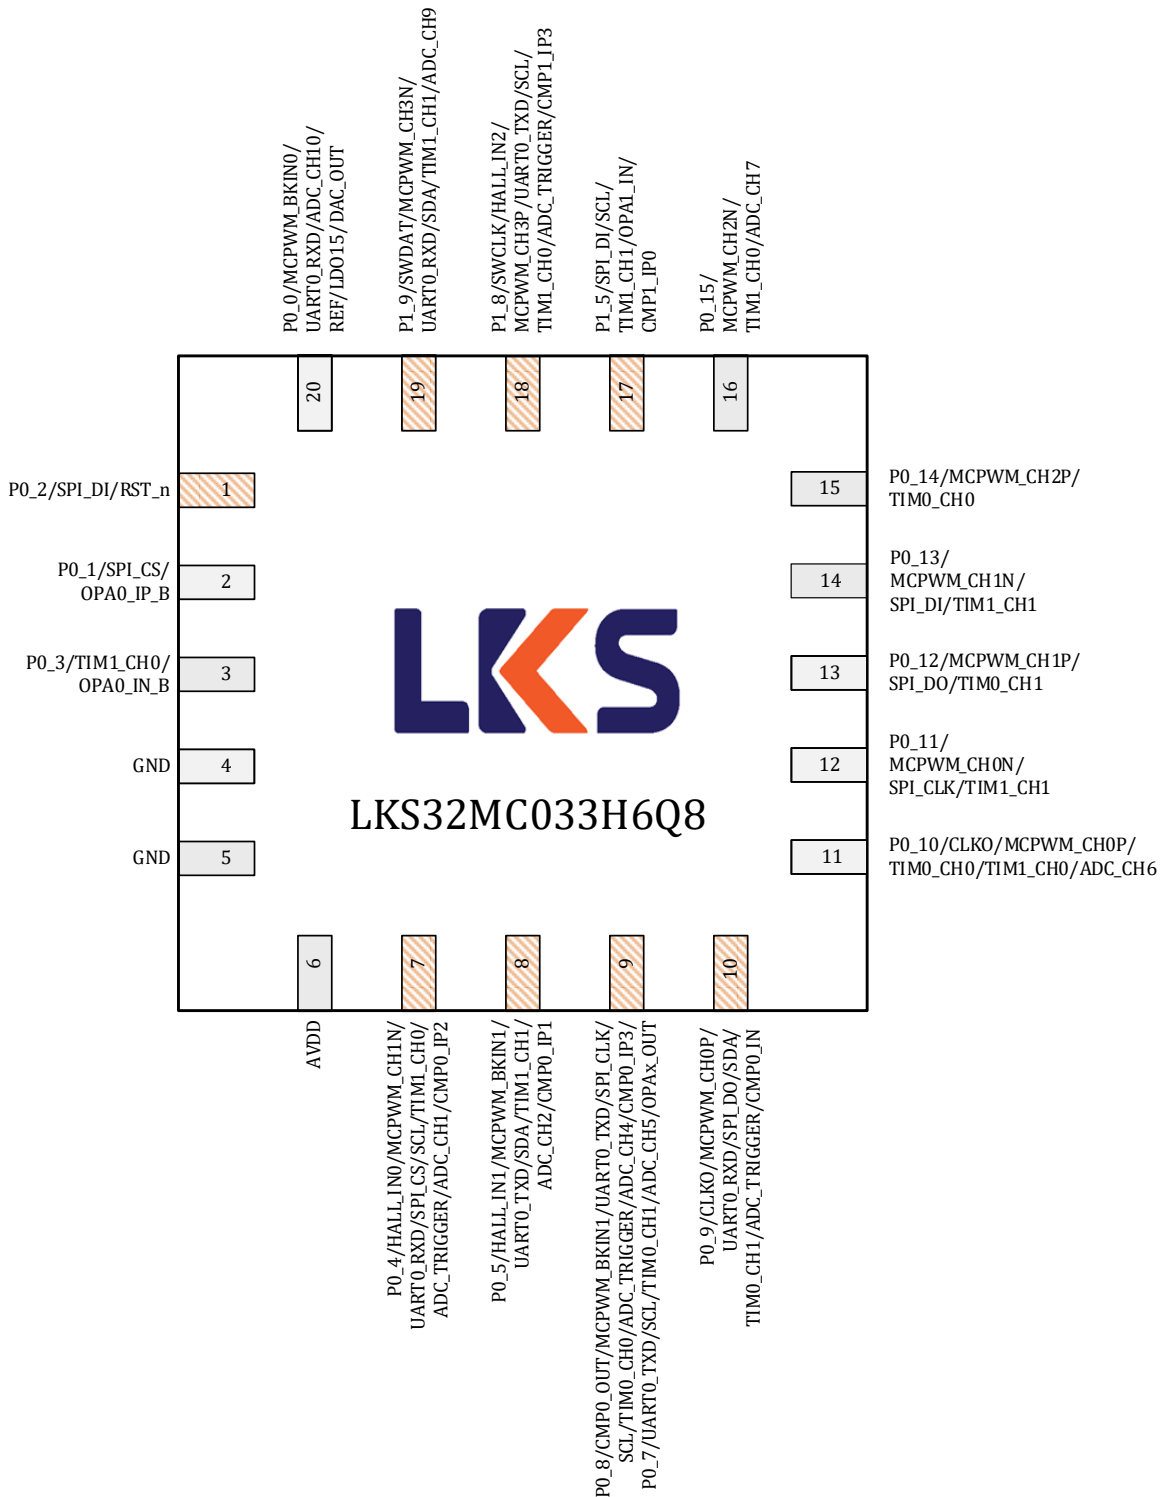 P0_0/MCPWM_BKIN0/
UART0_RXD/ADC_CH10/
REF/LDO15/DAC_OUT
P1_9/SWDAT/MCPWM_CH3N/
UART0_RXD/SDA/TIM1_CH1/ADC_CH9
P1_8/SWCLK/HALL_IN2/
MCPWM_CH3P/UART0_TXD/SCL/
TIM1_CH0/ADC_TRIGGER/CMP1_IP3
P1_5/SPI_DI/SCL/
TIM1_CH1/OPA1_IN/
CMP1_IP0
P0_15/
MCPWM_CH2N/
TIM1_CH0/ADC_CH7
20
19
18
17
16
P0_2/SPI_DI/RST_n
1
P0_1/SPI_CS/
OPA0_IP_B
2
P0_3/TIM1_CH0/
OPA0_IN_B
3
GND
4
GND
5
LKS
LKS32MC033H6Q8
15
P0_14/MCPWM_CH2P/
TIM0_CH0
14
P0_13/
MCPWM_CH1N/
SPI_DI/TIM1_CH1
13
P0_12/MCPWM_CH1P/
SPI_DO/TIM0_CH1
12
P0_11/
MCPWM_CH0N/
SPI_CLK/TIM1_CH1
11
P0_10/CLKO/MCPWM_CH0P/
TIM0_CH0/TIM1_CH0/ADC_CH6
6
7
8
9
10
AVDD
P0_4/HALL_IN0/MCPWM_CH1N/
UART0_RXD/SPI_CS/SCL/TIM1_CH0/
ADC_TRIGGER/ADC_CH1/CMP0_IP2
P0_5/HALL_IN1/MCPWM_BKIN1/
UART0_TXD/SDA/TIM1_CH1/
ADC_CH2/CMP0_IP1
P0_8/CMP0_OUT/MCPWM_BKIN1/UART0_TXD/SPI_CLK/
SCL/TIM0_CH0/ADC_TRIGGER/ADC_CH4/CMP0_IP3/
P0_7/UART0_TXD/SCL/TIM0_CH1/ADC_CH5/OPAx_OUT
P0_9/CLKO/MCPWM_CH0P/
UART0_RXD/SPI_DO/SDA/
TIM0_CH1/ADC_TRIGGER/CMP0_IN